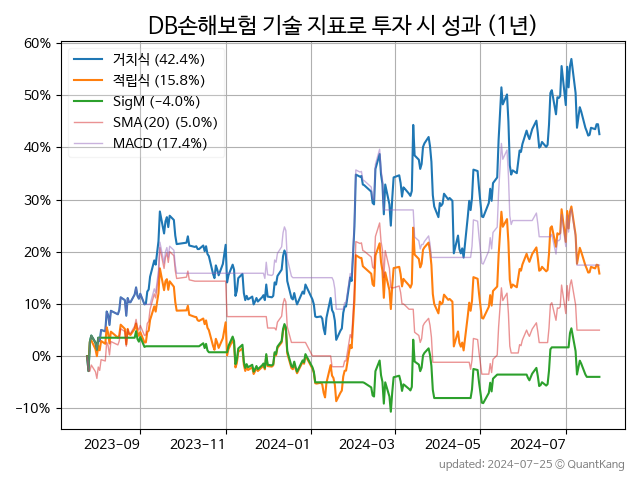 DB손해보험 기술 지표로 투자 시 성과 (1년)
60%
50%
40%
30%
20%
10%
0%
−10%
거치식 (42.4%)
적립식 (15.8%)
SigM (−4.0%)
SMA(20) (5.0%)
MACD (17.4%)
2023-09 2023-11 2024-01 2024-03 2024-05 2024-07
updated: 2024-07-25 © QuantKang